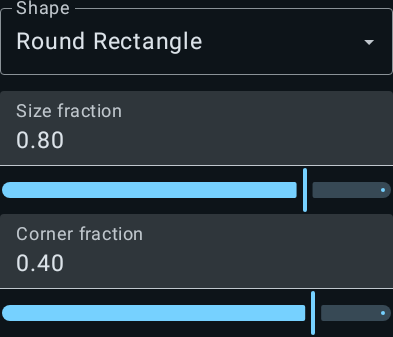 Shape
Round Rectangle
Size fraction
0.80
Corner fraction
0.40